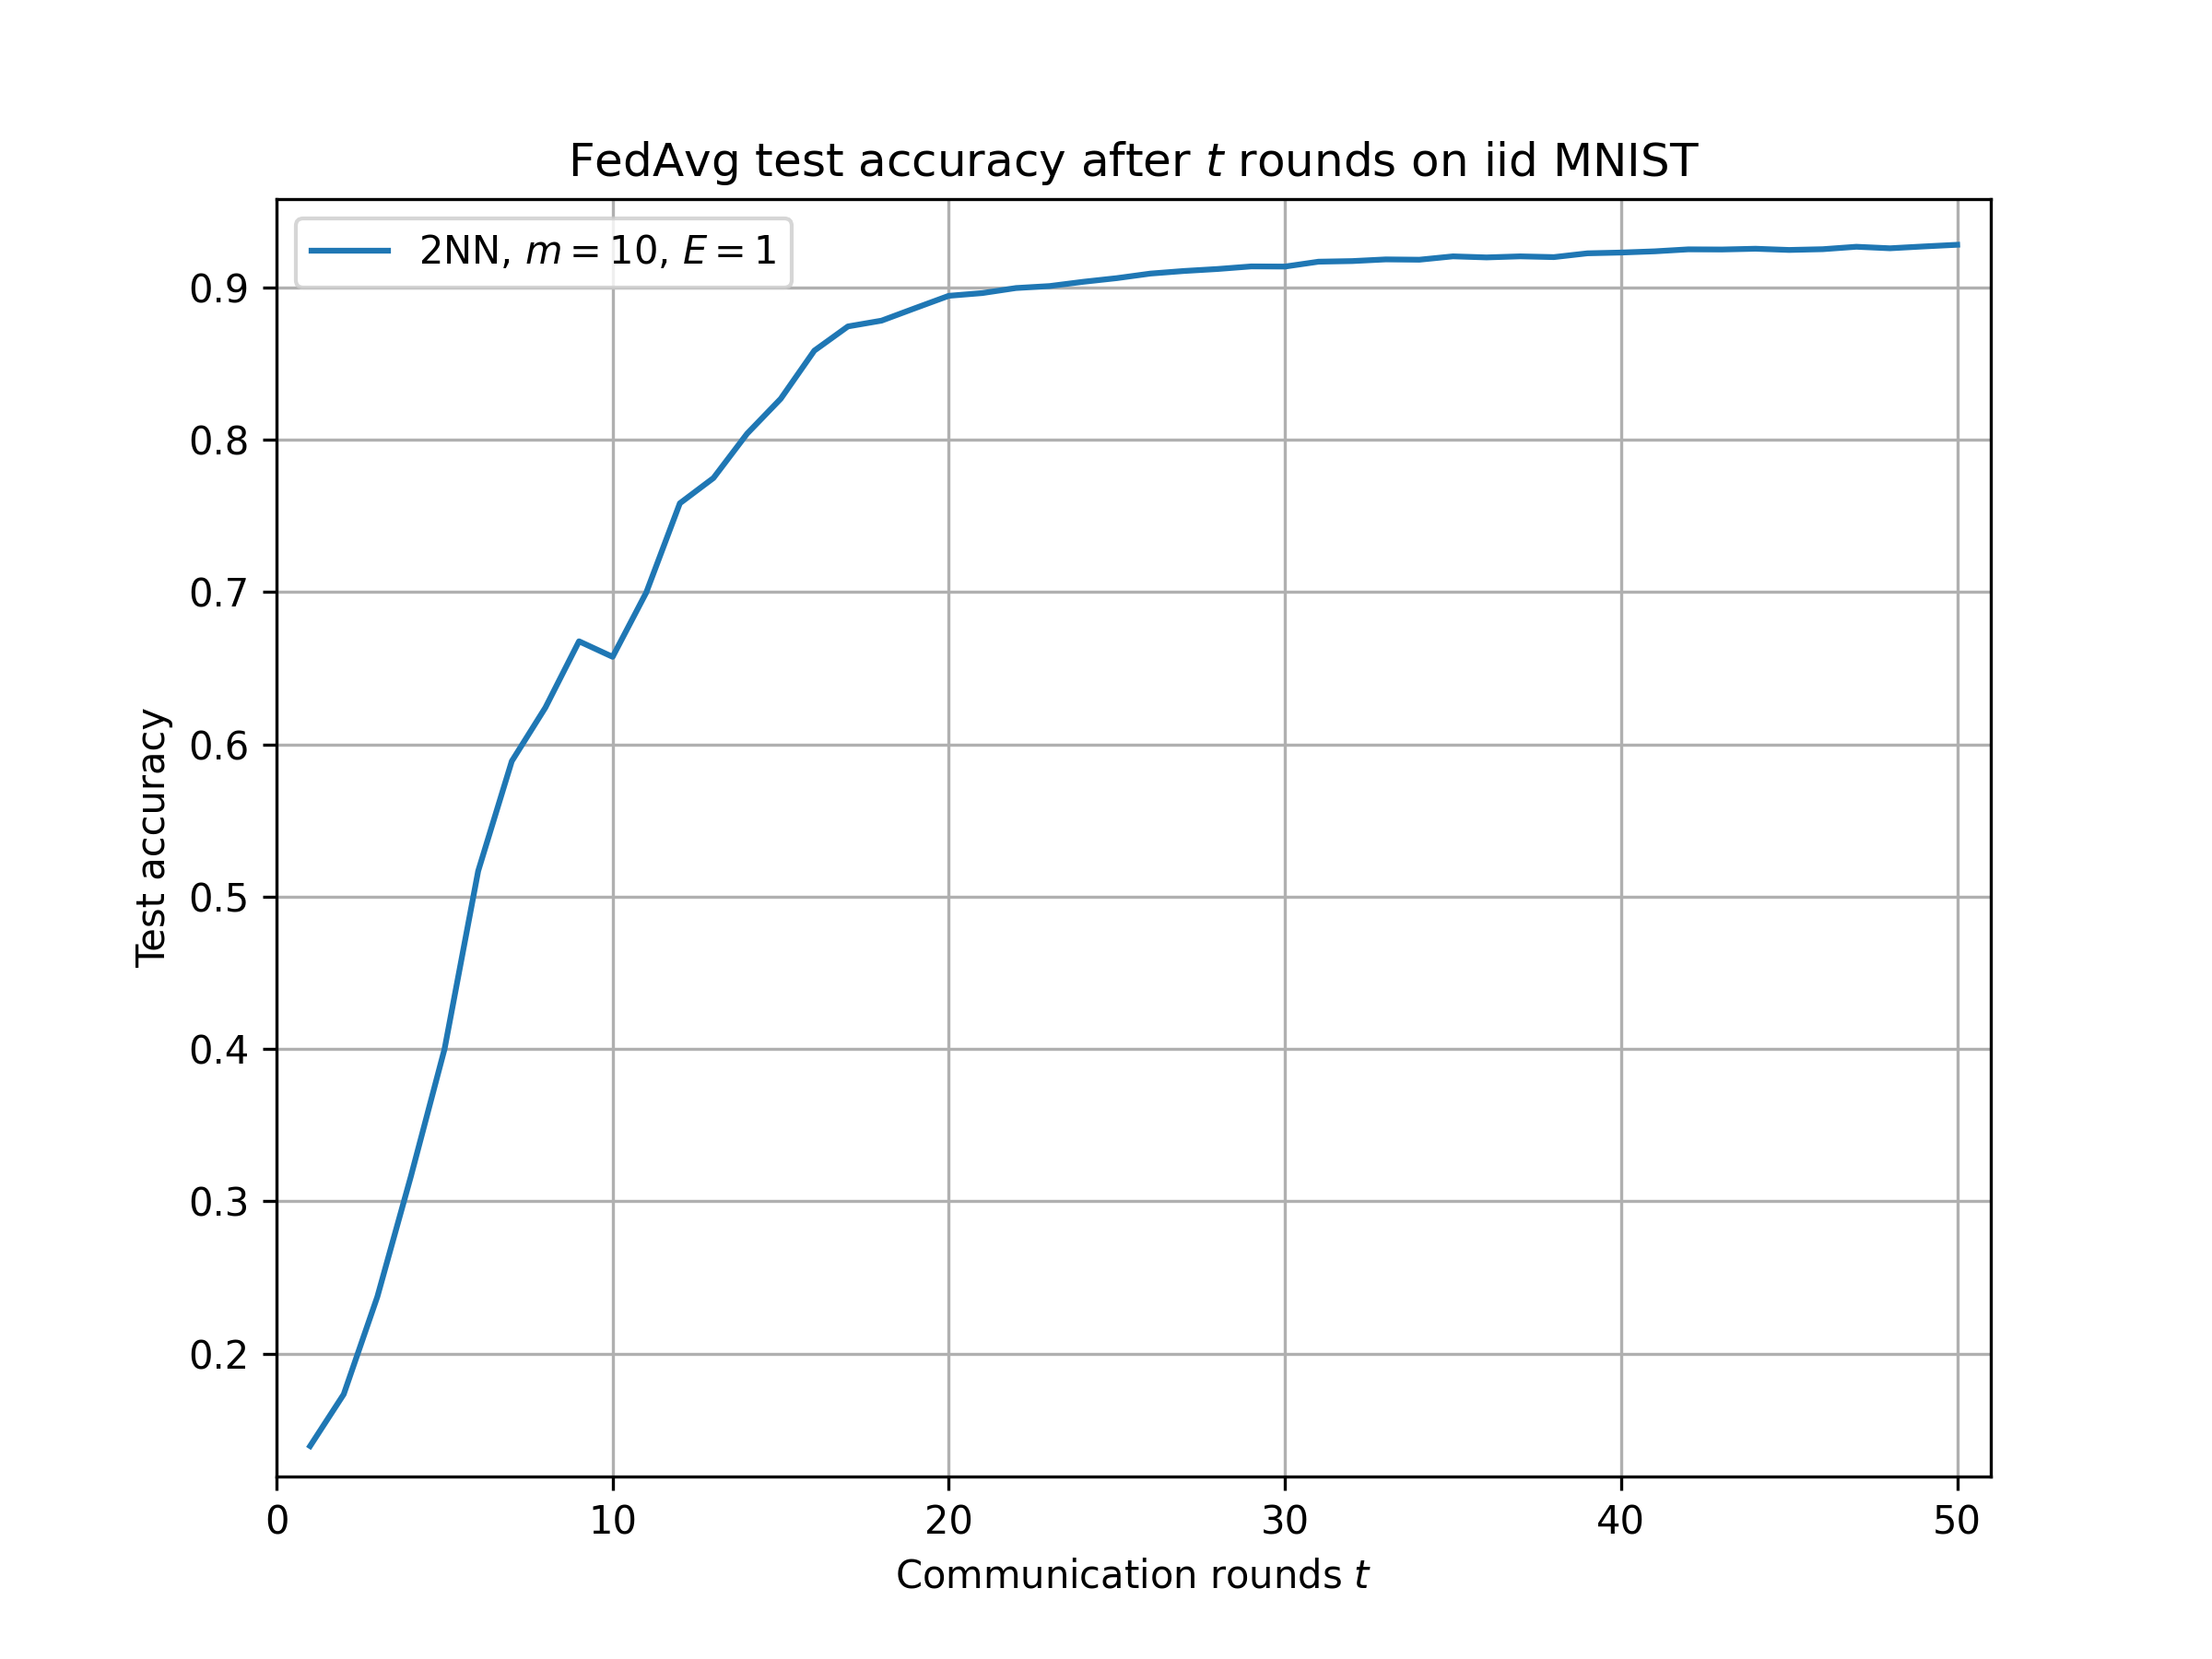 FedAvg test accuracy after t rounds on iid MNIST
2NN, m = 10, E = 1
Test accuracy
0.9
0.8
0.7
0.6
0.5
0.4
0.3
0.2
0 10 20 30 40 50
Communication rounds t